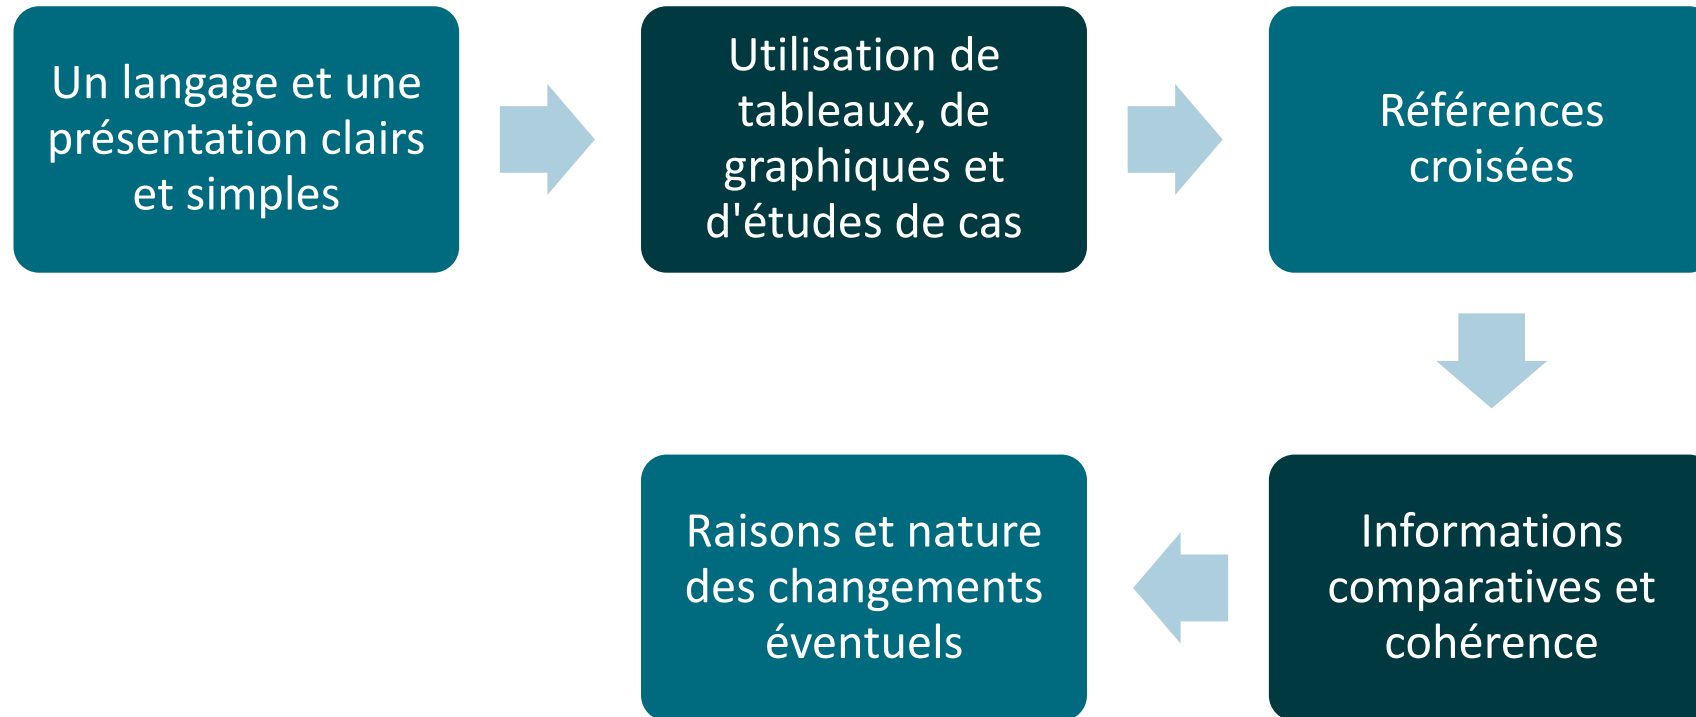 Un langage et une
présentation clairs
et simples
Utilisation de
tableaux, de
graphiques et
d'études de cas
Références
croisées
Informations
comparatives et
cohérence
Raisons et nature
des changements
éventuels